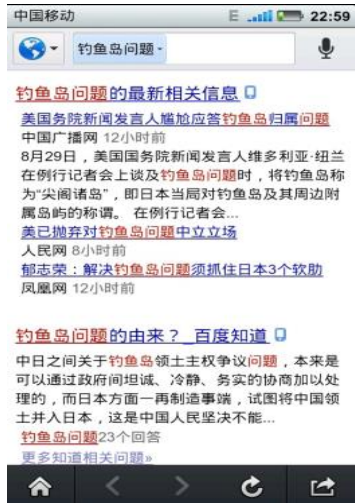 中国移动 E 22:59
钓鱼岛问题
钓鱼岛问题的最新相关信息
美国国务院新闻发言人尴尬应答钓鱼岛归属问题
中国广播网 12小时前
8月29日，美国国务院新闻发言人维多利亚·纽兰
在例行记者会上谈及钓鱼岛问题时，将钓鱼岛称
为“尖阁诸岛”，即日本当局对钓鱼岛及其周边附
属岛屿的称谓。 在例行记者会...
美已抛弃对钓鱼岛问题中立立场
人民网 8小时前
郁志荣：解决钓鱼岛问题须抓住日本3个软肋
凤凰网 12小时前
钓鱼岛问题的由来？_百度知道
中日之间关于钓鱼岛领土主权争议问题，本来是
可以通过政府间坦诚、冷静、务实的协商加以处
理的，而日本方面一再制造事端，试图将中国领
土并入日本，这是中国人民坚决不能...
钓鱼岛问题23个回答
更多知道相关问题»